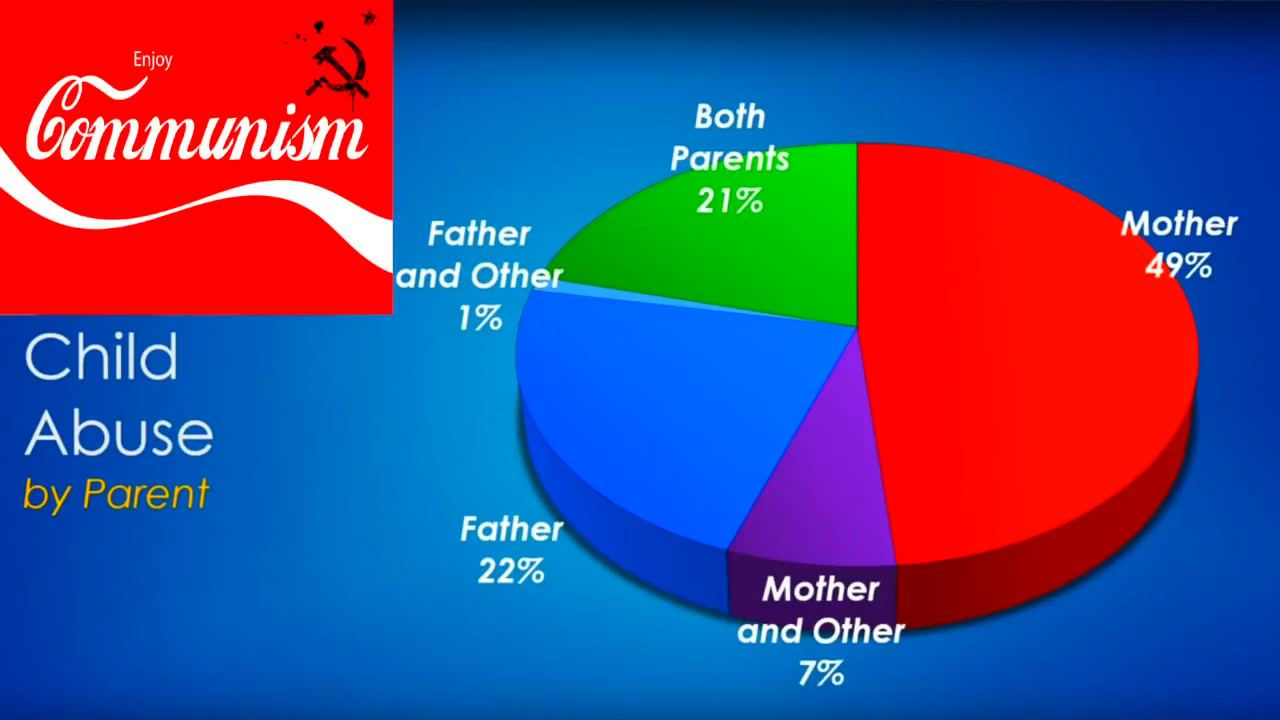 Enjoy
Communism
Child
Abuse
by Parent
Both
Parents
21%
Mother
49%
Father
and Other
1%
Father
22%
Mother
and Other
7%